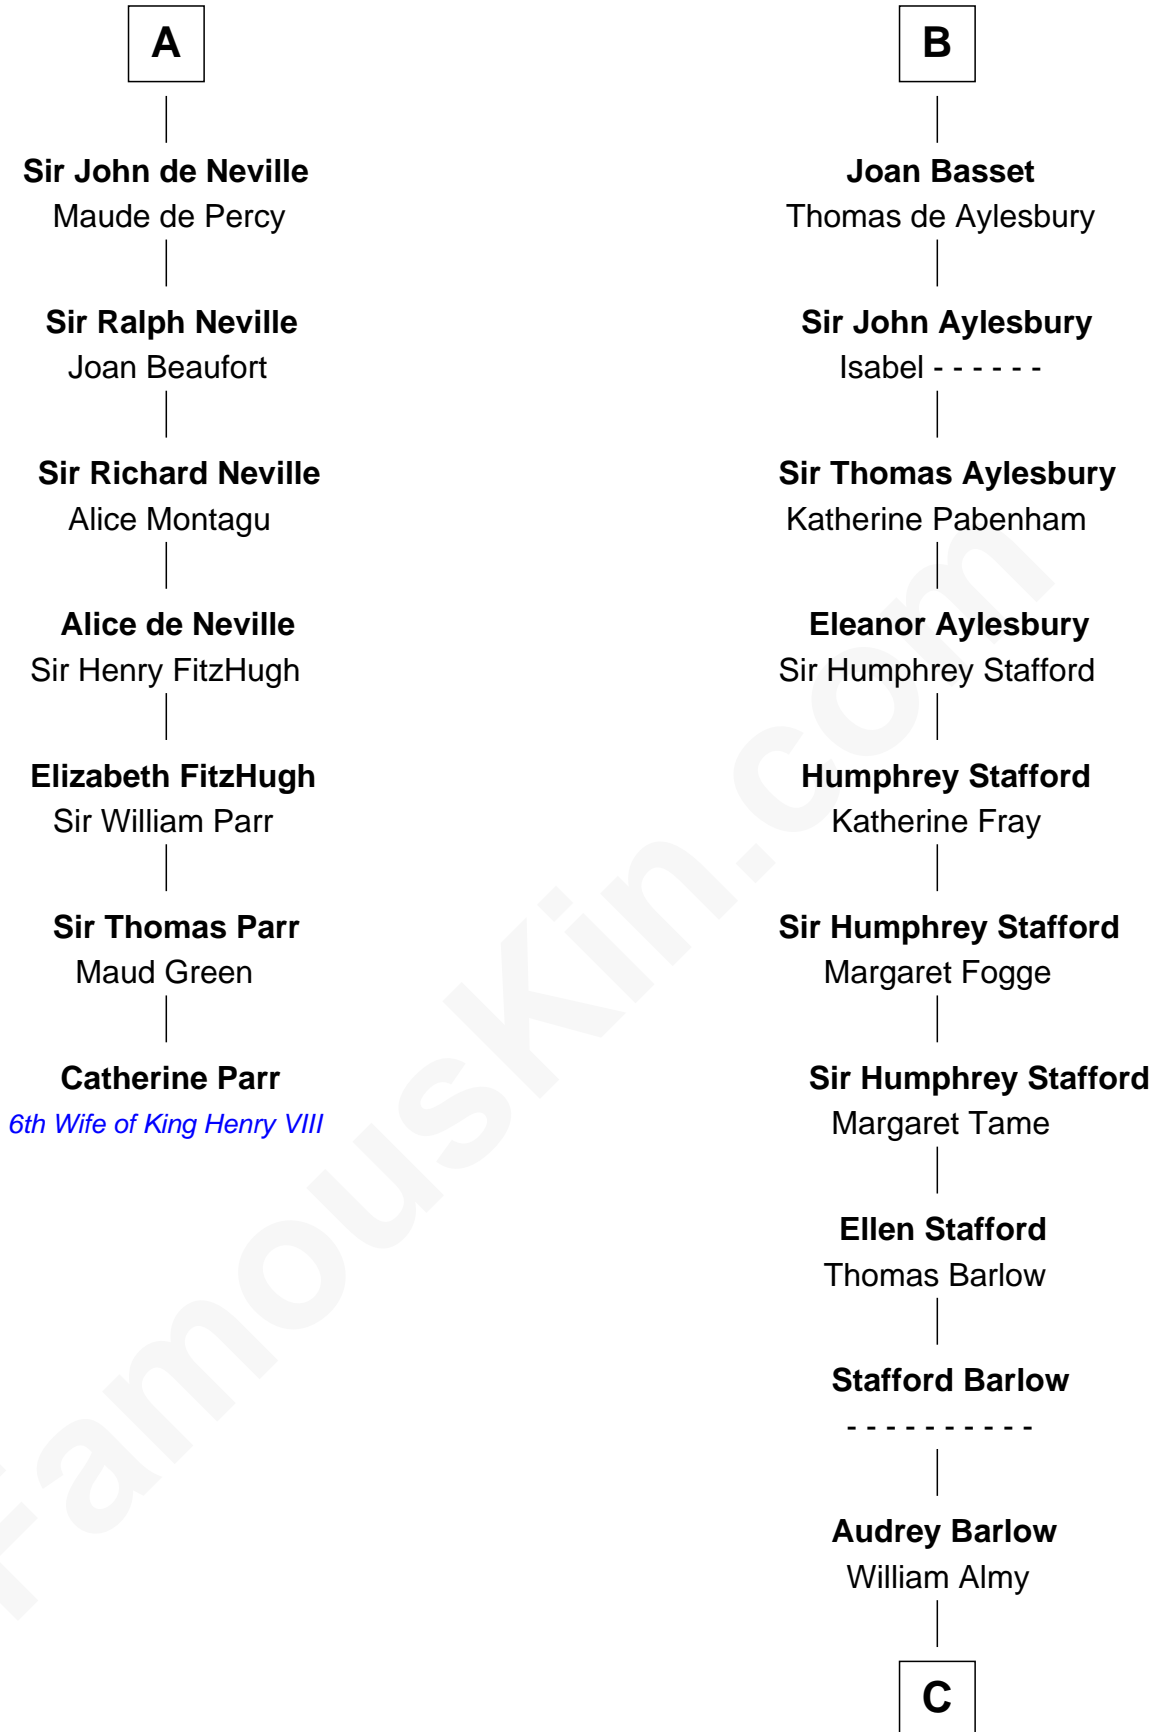 A
Sir John de Neville
Maude de Percy
Sir Ralph Neville
Joan Beaufort
Sir Richard Neville
Alice Montagu
Alice de Neville
Sir Henry FitzHugh
Elizabeth FitzHugh
Sir William Parr
Sir Thomas Parr
Maud Green
Catherine Parr
6th Wife of King Henry VIII
B
Joan Basset
Thomas de Aylesbury
Sir John Aylesbury
Isabel - - - - - -
Sir Thomas Aylesbury
Katherine Pabenham
Eleanor Aylesbury
Sir Humphrey Stafford
Humphrey Stafford
Katherine Fray
Sir Humphrey Stafford
Margaret Fogge
Sir Humphrey Stafford
Margaret Tame
Ellen Stafford
Thomas Barlow
Stafford Barlow
- - - - - - - - - -
Audrey Barlow
William Almy
C
FamousKin.com